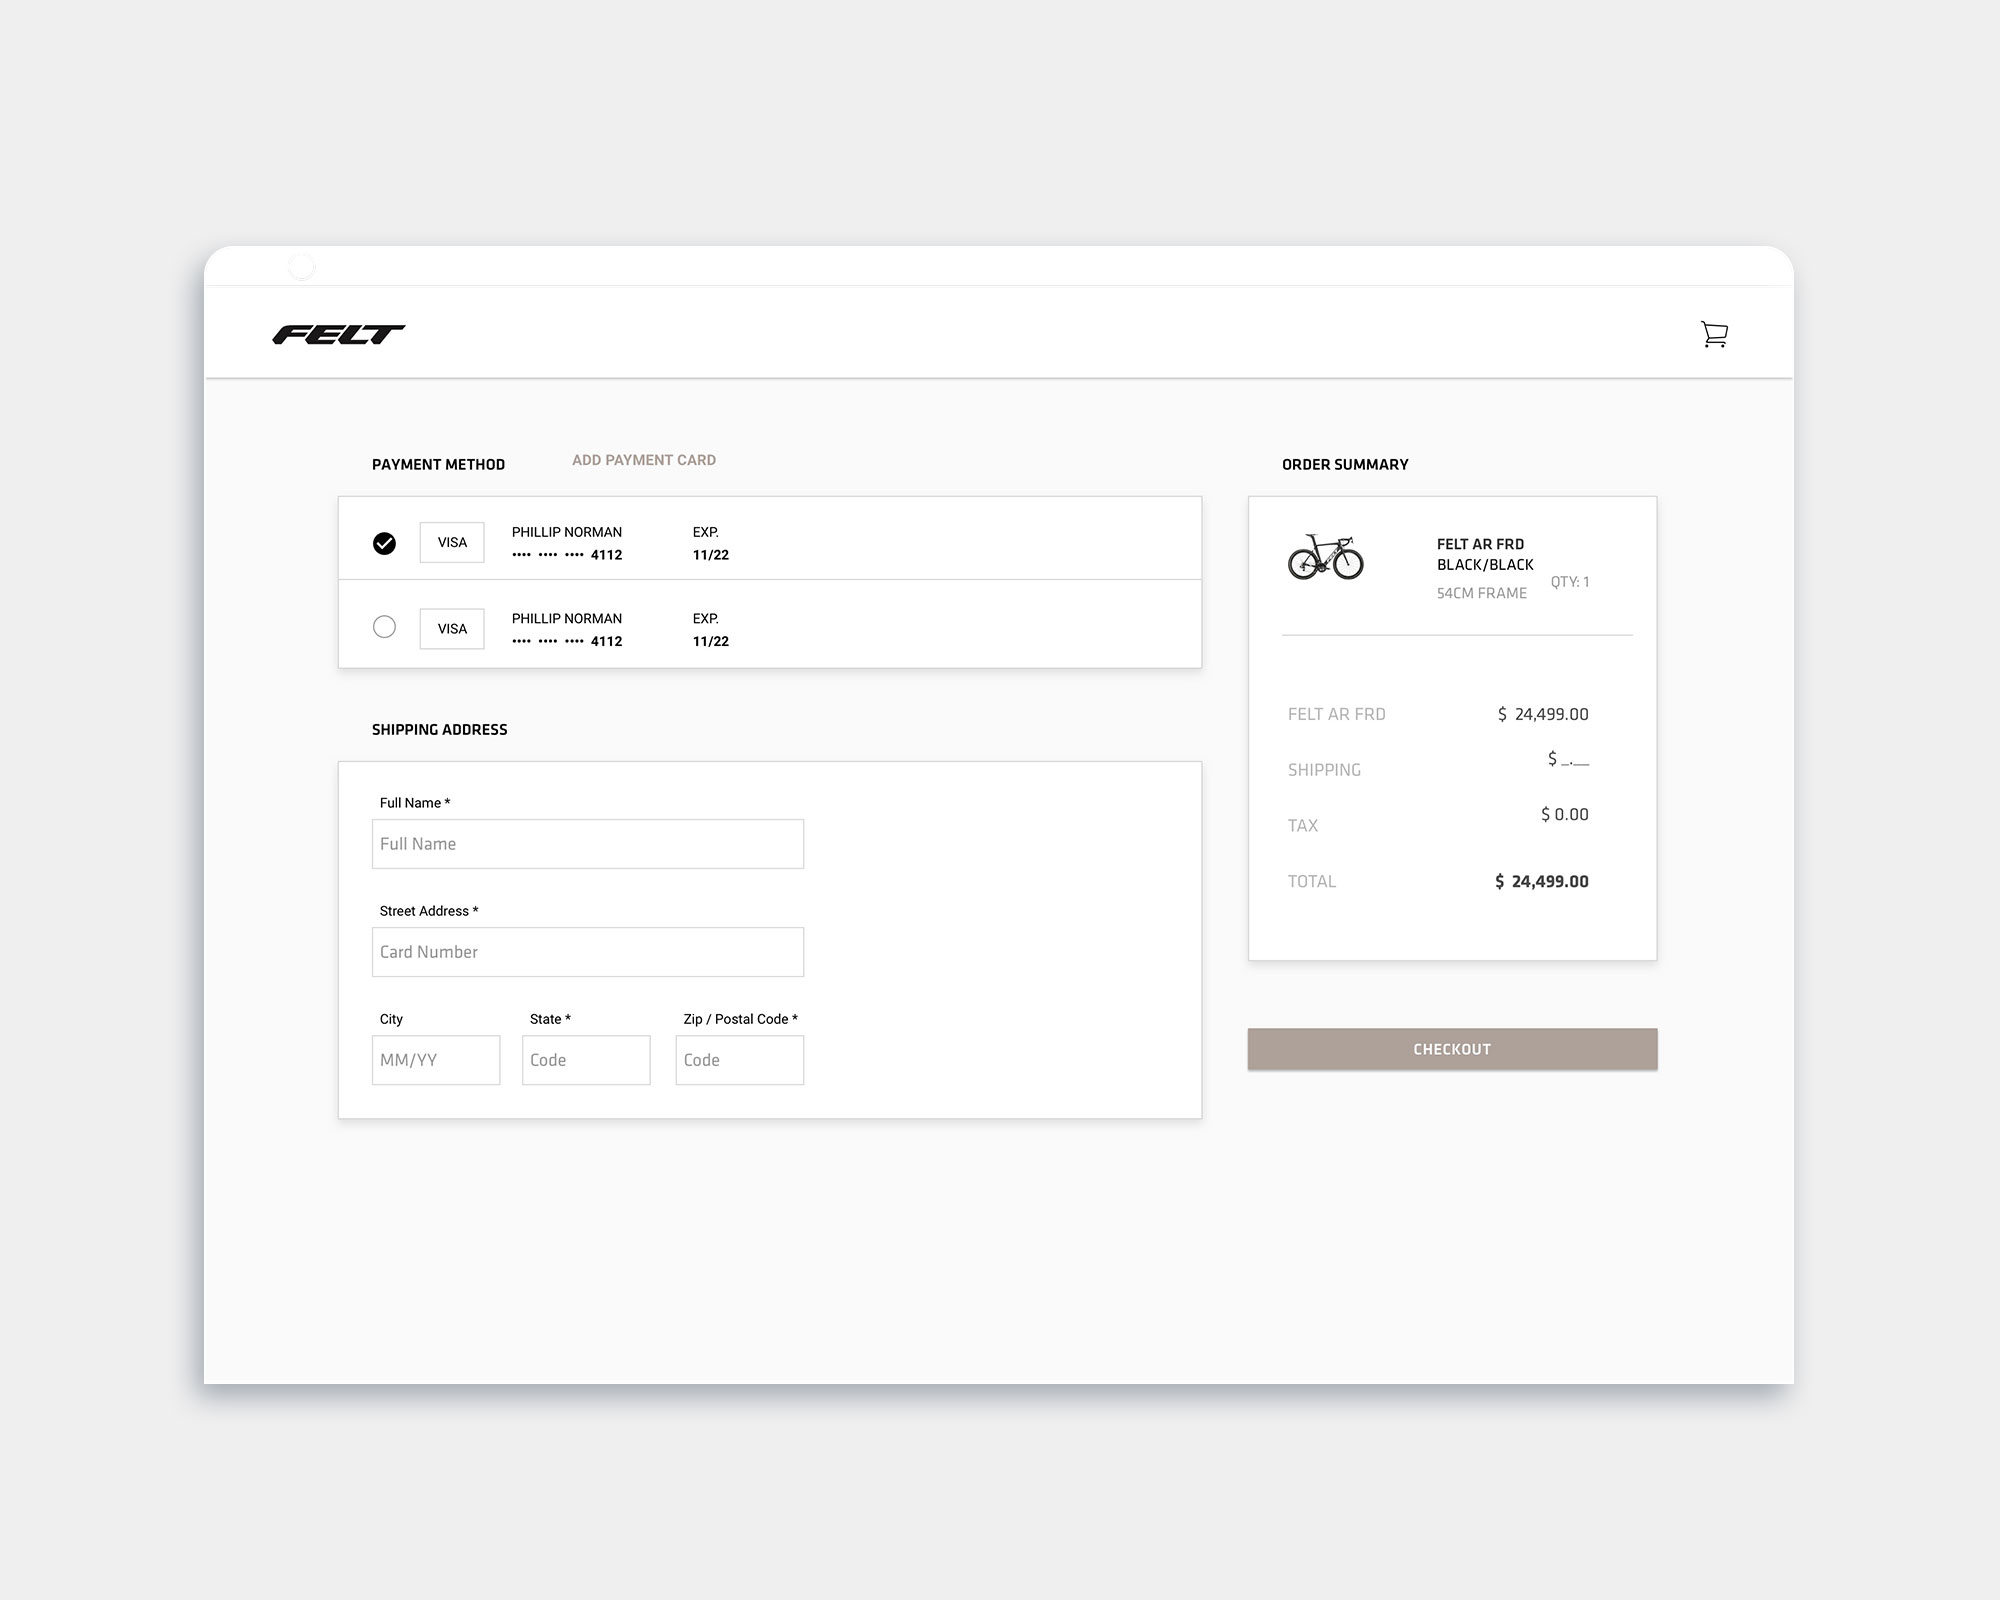 FELT
PAYMENT METHOD
ADD PAYMENT CARD
VISA
PHILLIP NORMAN
•••• •••• •••• 4112
EXP.
11/22
VISA
PHILLIP NORMAN
•••• •••• •••• 4112
EXP.
11/22
SHIPPING ADDRESS
Full Name *
Full Name
Street Address *
Card Number
City
MM/YY
State *
Code
Zip / Postal Code *
Code
ORDER SUMMARY
FELT AR FRD
BLACK/BLACK
54CM FRAME
QTY: 1
FELT AR FRD $ 24,499.00
SHIPPING $ _.__
TAX $ 0.00
TOTAL $ 24,499.00
CHECKOUT